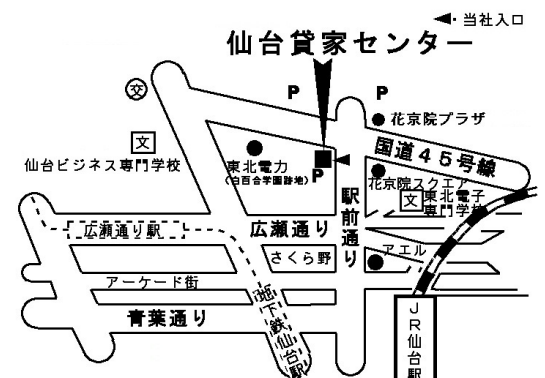 当社入口
仙台貸家センター
P
P
交
花京院プラザ
文
国道45号線
仙台ビジネス専門学校
東北電力
(白百合学園跡地)
P
花京院スクエア
文
東北電子
専門学校
駅前通り
広瀬通り駅
広瀬通り
さくら野
アエル
アーケード街
地下鉄仙台駅
青葉通り
JR仙台駅